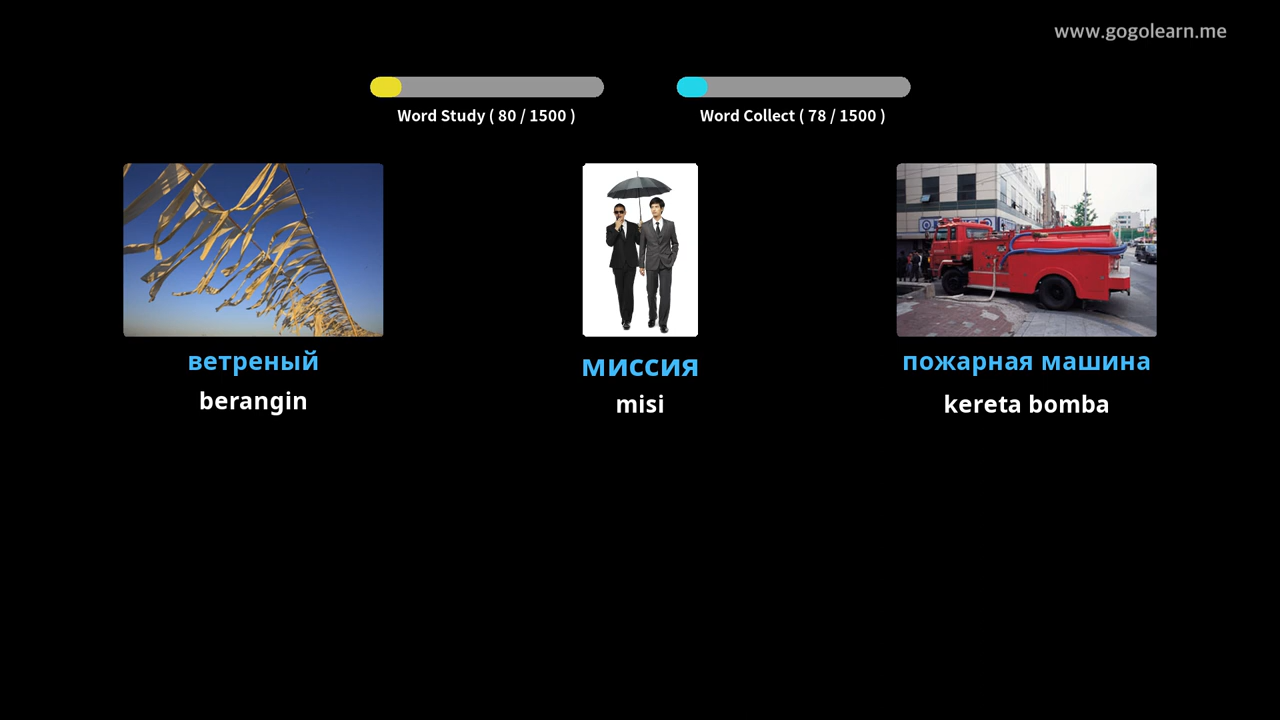 www.gogolearn.me
Word Study ( 80 / 1500 )
Word Collect ( 78 / 1500 )
ветреный
berangin
миссия
misi
пожарная машина
kereta bomba